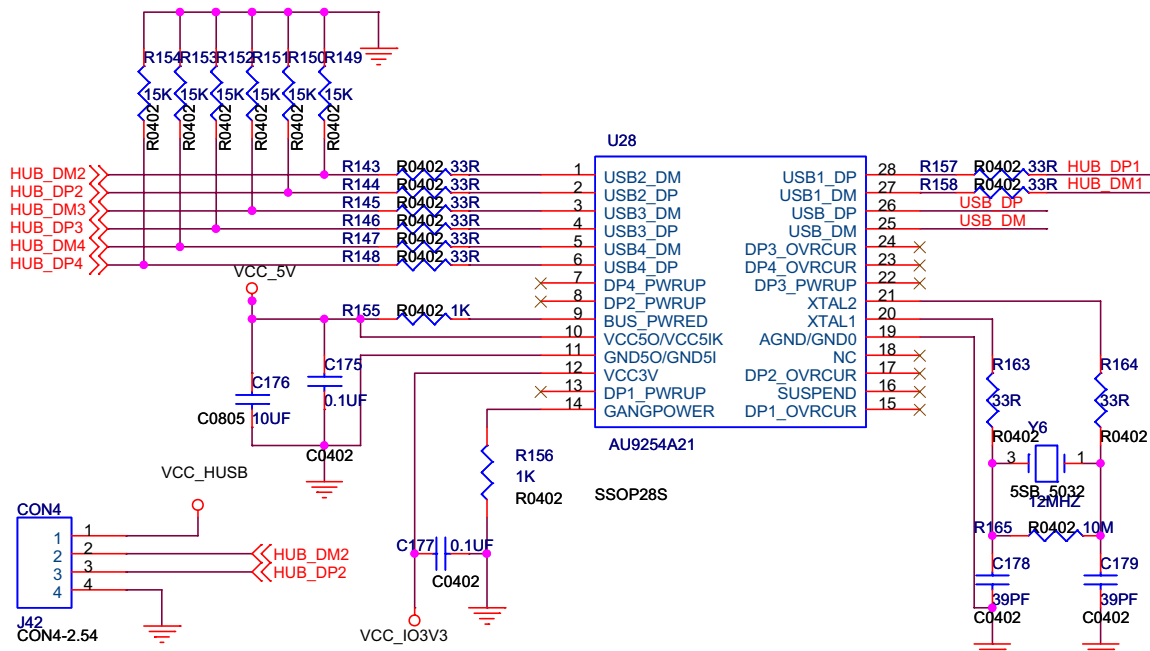 R154 R153 R152 R151 R150 R149
15K 15K 15K 15K 15K 15K
R0402 R0402 R0402 R0402 R0402 R0402
U28
HUB_DM2 R143 R0402 33R 1 USB2_DM USB1_DP 28 R157 R0402 33R HUB_DP1
HUB_DP2 R144 R0402 33R 2 USB2_DP USB1_DM 27 R158 R0402 33R HUB_DM1
HUB_DM3 R145 R0402 33R 3 USB3_DM USB_DP 26 USB_DP
HUB_DP3 R146 R0402 33R 4 USB3_DP USB_DM 25 USB_DM
HUB_DM4 R147 R0402 33R 5 USB4_DM DP3_OVRCUR 24
HUB_DP4 R148 R0402 33R 6 USB4_DP DP4_OVRCUR 23
VCC_5V 7 DP4_PWRUP DP3_PWRUP 22
8 DP2_PWRUP XTAL2 21
R155 R0402 1K 9 BUS_PWRED XTAL1 20
10 VCC5O/VCC5IK AGND/GND0 19
11 GND5O/GND5I NC 18
12 VCC3V DP2_OVRCUR 17
13 DP1_PWRUP SUSPEND 16
14 GANGPOWER DP1_OVRCUR 15
C175
0.1UF
C0402
C176
C0805 10UF
AU9254A21
SSOP28S
R163
33R
R0402
R164
33R
R0402
Y6
3 1
5SB_5032
12MHZ
R156
1K
R0402
VCC_HUSB
R165 R0402 10M
CON4
1 1
2 2 HUB_DM2
3 3 HUB_DP2
4 4
J42
CON4-2.54
C177 0.1UF
C0402
VCC_IO3V3
C178
39PF
C0402
C179
39PF
C0402